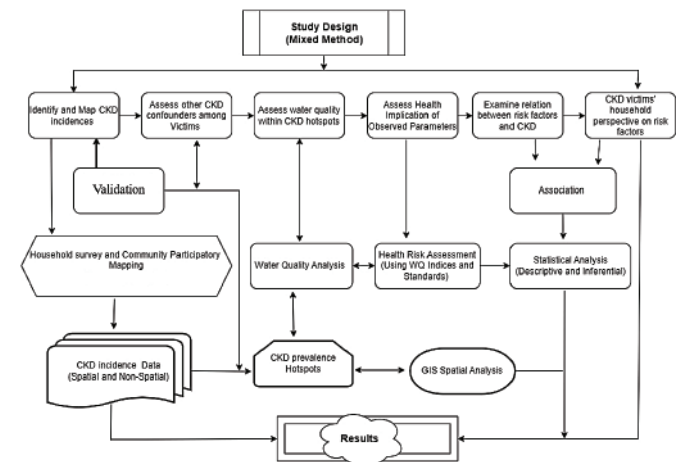 Study Design
(Mixed Method)
Identify and Map CKD
incidences
Assess other CKD
confounders among
Victims
Assess water quality
within CKD hotspots
Assess Health
Implication of
Observed Parameters
Examine relation
between risk factors
and CKD
CKD victims'
household
perspective on risk
factors
Validation
Association
Household survey and Community Participatory
Mapping
Water Quality Analysis
Health Risk Assessment
(Using WQ Indices and
Standards)
Statistical Analysis
(Descriptive and Inferential)
CKD incidence Data
(Spatial and Non-Spatial)
CKD prevalence
Hotspots
GIS Spatial Analysis
Results